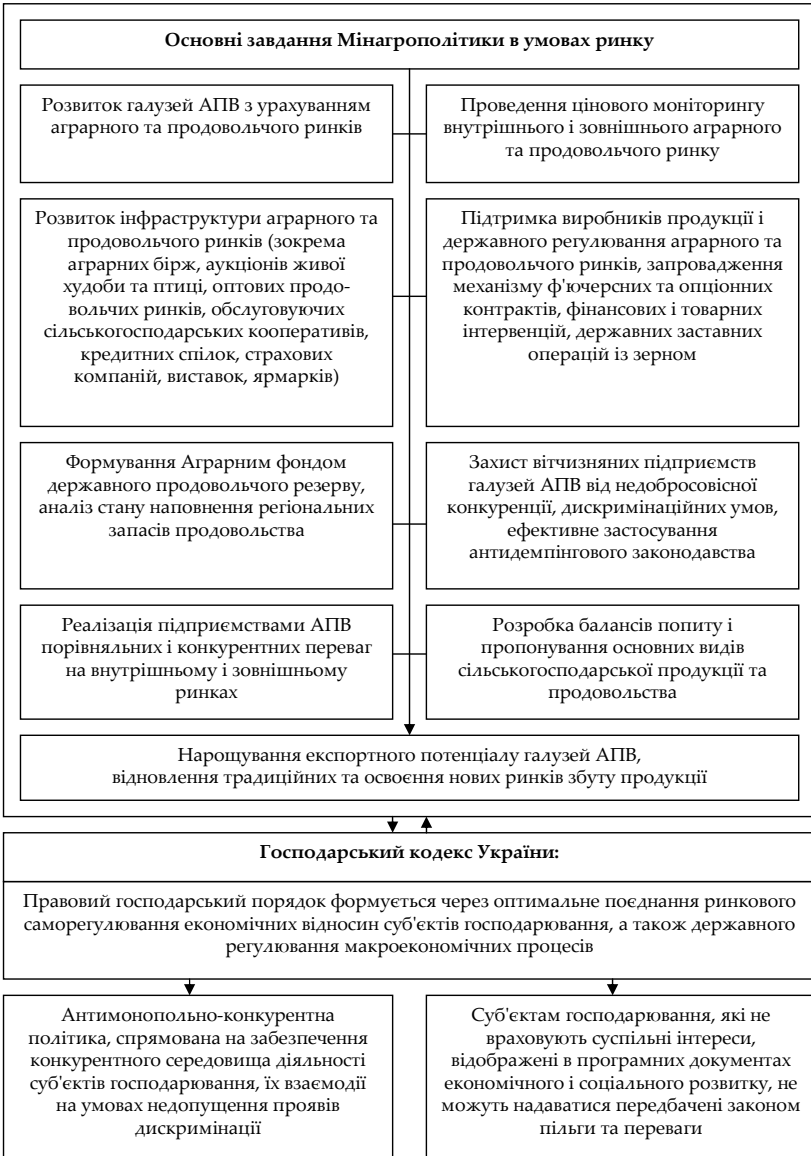 Основні завдання Мінагрополітики в умовах ринку
Розвиток галузей АПВ з урахуванням
аграрного та продовольчого ринків
Проведення цінового моніторингу
внутрішнього і зовнішнього аграрного
та продовольчого ринку
Розвиток інфраструктури аграрного та
продовольчого ринків (зокрема
аграрних бірж, аукціонів живої
худоби та птиці, оптових продо-
вольчих ринків, обслуговуючих
сільськогосподарських кооперативів,
кредитних спілок, страхових
компаній, виставок, ярмарків)
Підтримка виробників продукції і
державного регулювання аграрного та
продовольчого ринків, запровадження
механізму ф'ючерсних та опціонних
контрактів, фінансових і товарних
інтервенцій, державних заставних
операцій із зерном
Формування Аграрним фондом
державного продовольчого резерву,
аналіз стану наповнення регіональних
запасів продовольства
Захист вітчизняних підприємств
галузей АПВ від недобросовісної
конкуренції, дискримінаційних умов,
ефективне застосування
антидемпінгового законодавства
Реалізація підприємствами АПВ
порівняльних і конкурентних переваг
на внутрішньому і зовнішньому
ринках
Розробка балансів попиту і
пропонування основних видів
сільськогосподарської продукції та
продовольства
Нарощування експортного потенціалу галузей АПВ,
відновлення традиційних та освоєння нових ринків збуту продукції
Господарський кодекс України:
Правовий господарський порядок формується через оптимальне поєднання ринкового
саморегулювання економічних відносин суб'єктів господарювання, а також державного
регулювання макроекономічних процесів
Антимонопольно-конкурентна
політика, спрямована на забезпечення
конкурентного середовища діяльності
суб'єктів господарювання, їх взаємодії
на умовах недопущення проявів
дискримінації
Суб'єктам господарювання, які не
враховують суспільні інтереси,
відображені в програмних документах
економічного і соціального розвитку, не
можуть надаватися передбачені законом
пільги та переваги